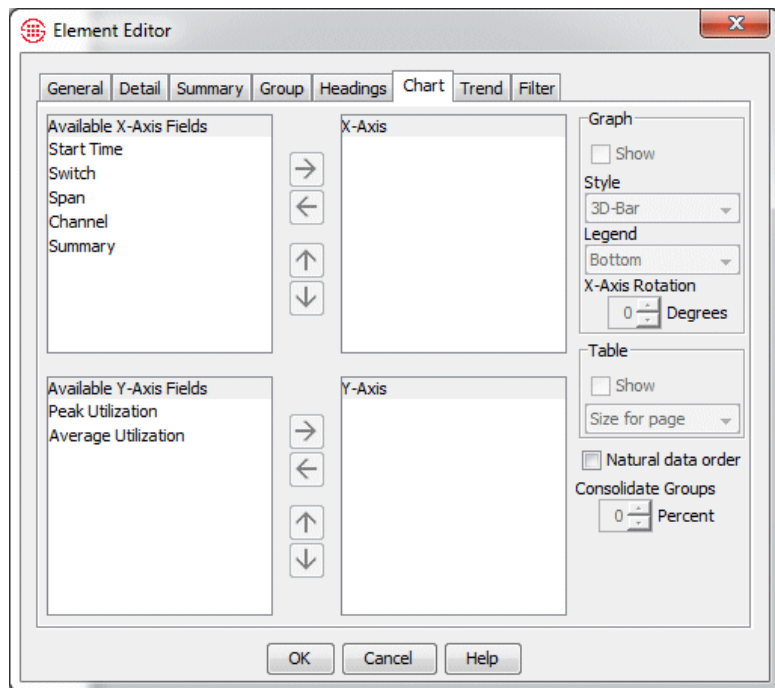 Element Editor
General Detail Summary Group Headings Chart Trend Filter
Available X-Axis Fields
Start Time
Switch
Span
Channel
Summary
X-Axis
Graph
Show
Style
3D-Bar
Legend
Bottom
X-Axis Rotation
0 Degrees
Available Y-Axis Fields
Peak Utilization
Average Utilization
Y-Axis
Table
Show
Size for page
Natural data order
Consolidate Groups
0 Percent
OK Cancel Help